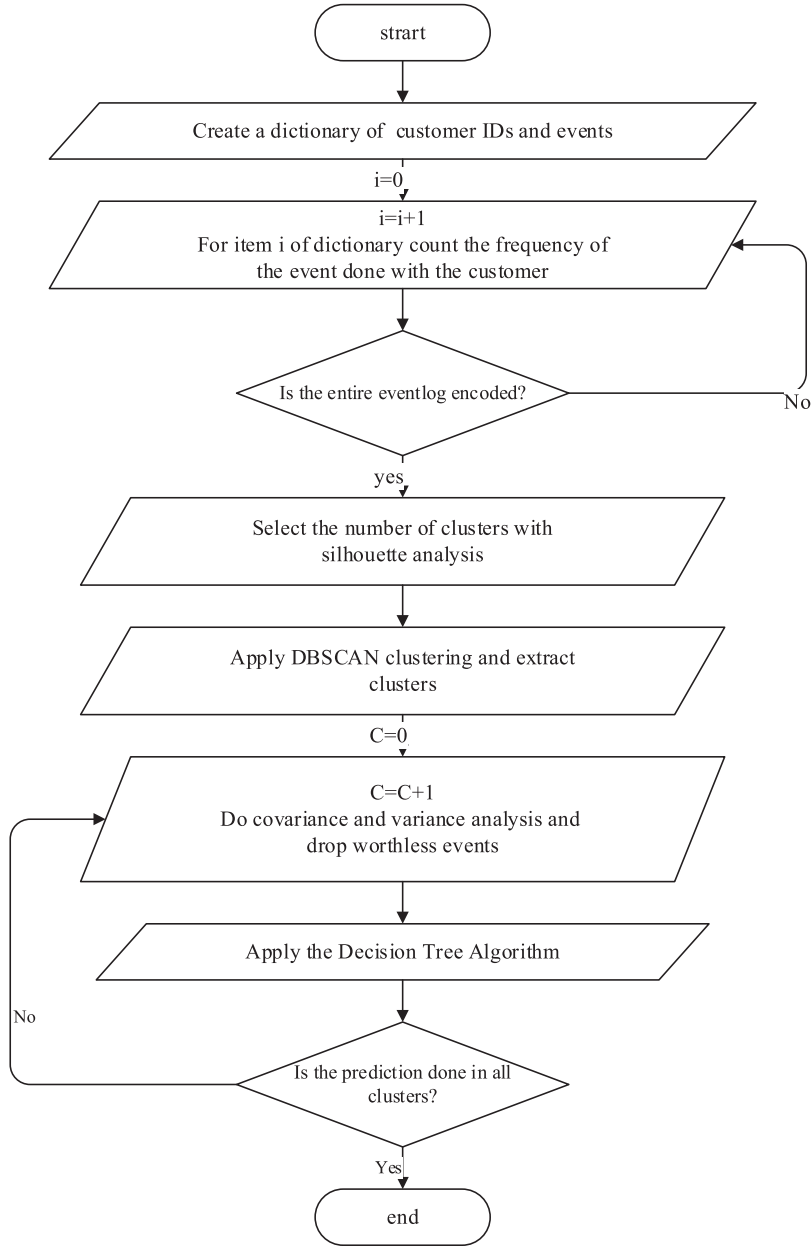 strart
Create a dictionary of customer IDs and events
i=0
i=i+1
For item i of dictionary count the frequency of
the event done with the customer
Is the entire eventlog encoded?
No
yes
Select the number of clusters with
silhouette analysis
Apply DBSCAN clustering and extract
clusters
C=0
C=C+1
Do covariance and variance analysis and
drop worthless events
Apply the Decision Tree Algorithm
No
Is the prediction done in all
clusters?
Yes
end